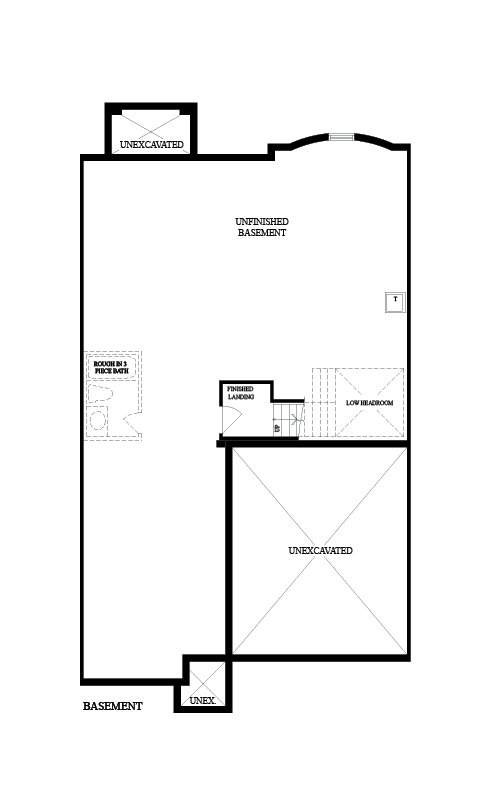 UNEXCAVATED
UNFINISHED
BASEMENT
T
ROUGH IN 3
PIECE BATH
FINISHED
LANDING
LOW HEADROOM
UP
UNEXCAVATED
UNEX.
BASEMENT